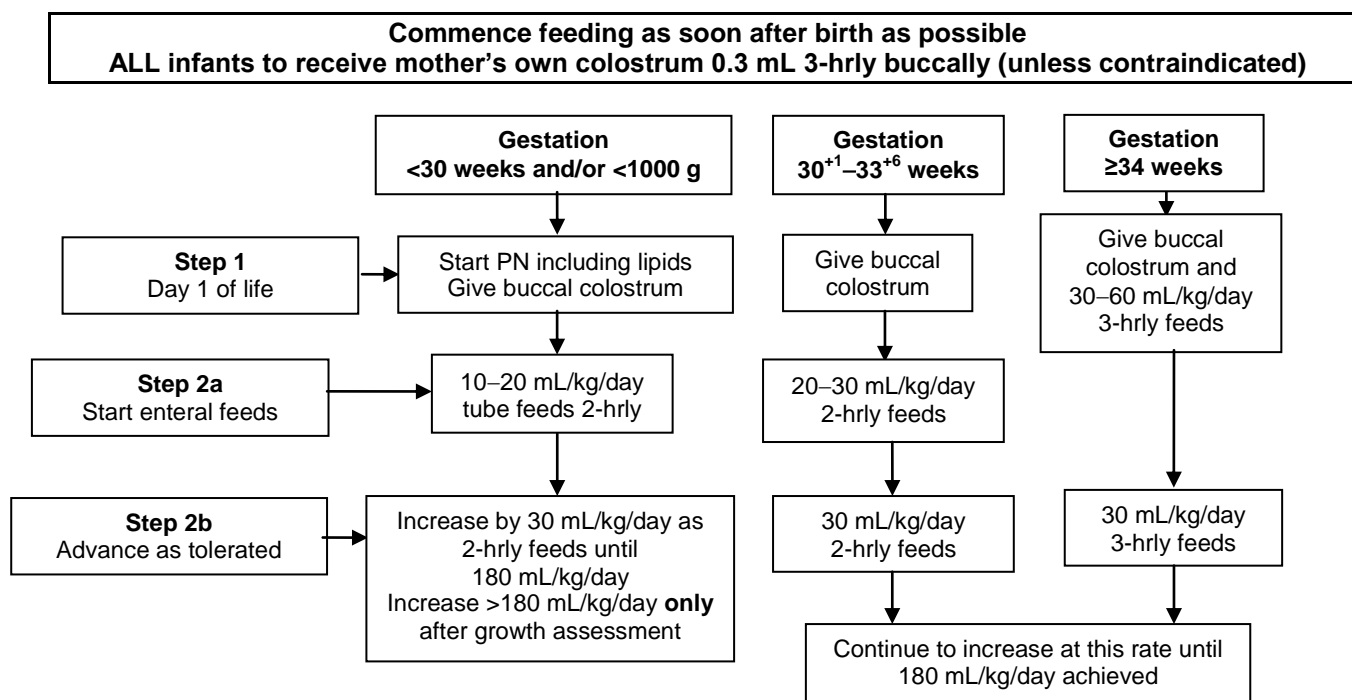 Commence feeding as soon after birth as possible
ALL infants to receive mother's own colostrum 0.3 mL 3-hrly buccally (unless contraindicated)
Gestation
<30 weeks and/or <1000 g
Gestation
30⁺¹–33⁺⁶ weeks
Gestation
≥34 weeks
Step 1
Day 1 of life
Start PN including lipids
Give buccal colostrum
Give buccal
colostrum
Give buccal
colostrum and
30–60 mL/kg/day
3-hrly feeds
Step 2a
Start enteral feeds
10–20 mL/kg/day
tube feeds 2-hrly
20–30 mL/kg/day
2-hrly feeds
Step 2b
Advance as tolerated
Increase by 30 mL/kg/day as
2-hrly feeds until
180 mL/kg/day
Increase >180 mL/kg/day only
after growth assessment
30 mL/kg/day
2-hrly feeds
30 mL/kg/day
3-hrly feeds
Continue to increase at this rate until
180 mL/kg/day achieved